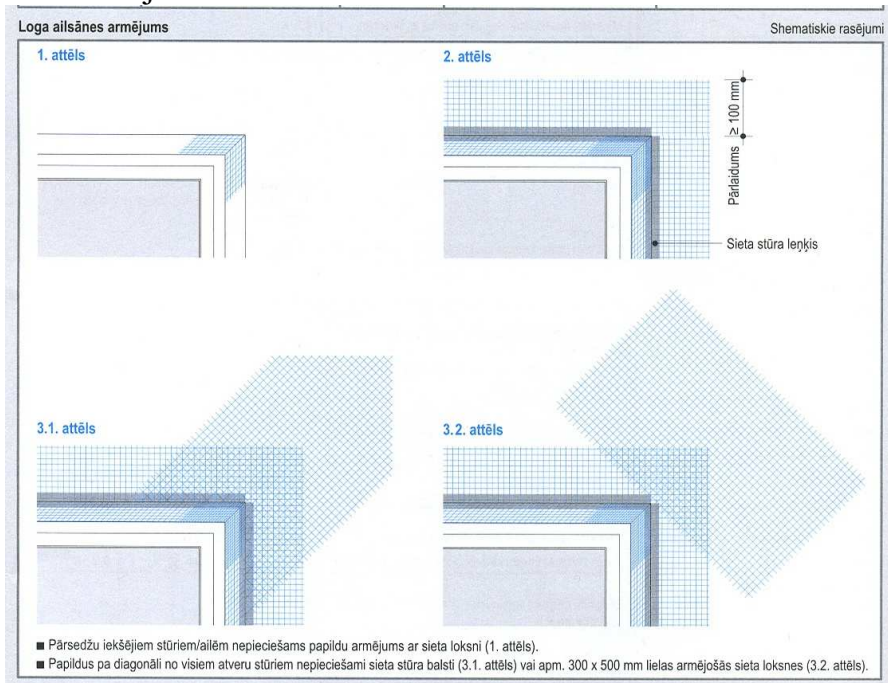 Loga ailsānes armējums
Shematiskie rasējumi
1. attēls
2. attēls
Pārlaidums ≥ 100 mm
Sieta stūra leņķis
3.1. attēls
3.2. attēls
■ Pārsedžu iekšējiem stūriem/ailēm nepieciešams papildu armējums ar sieta loksni (1. attēls).
■ Papildus pa diagonāli no visiem atveru stūriem nepieciešami sieta stūra balsti (3.1. attēls) vai apm. 300 x 500 mm lielas armējošās sieta loksnes (3.2. attēls).